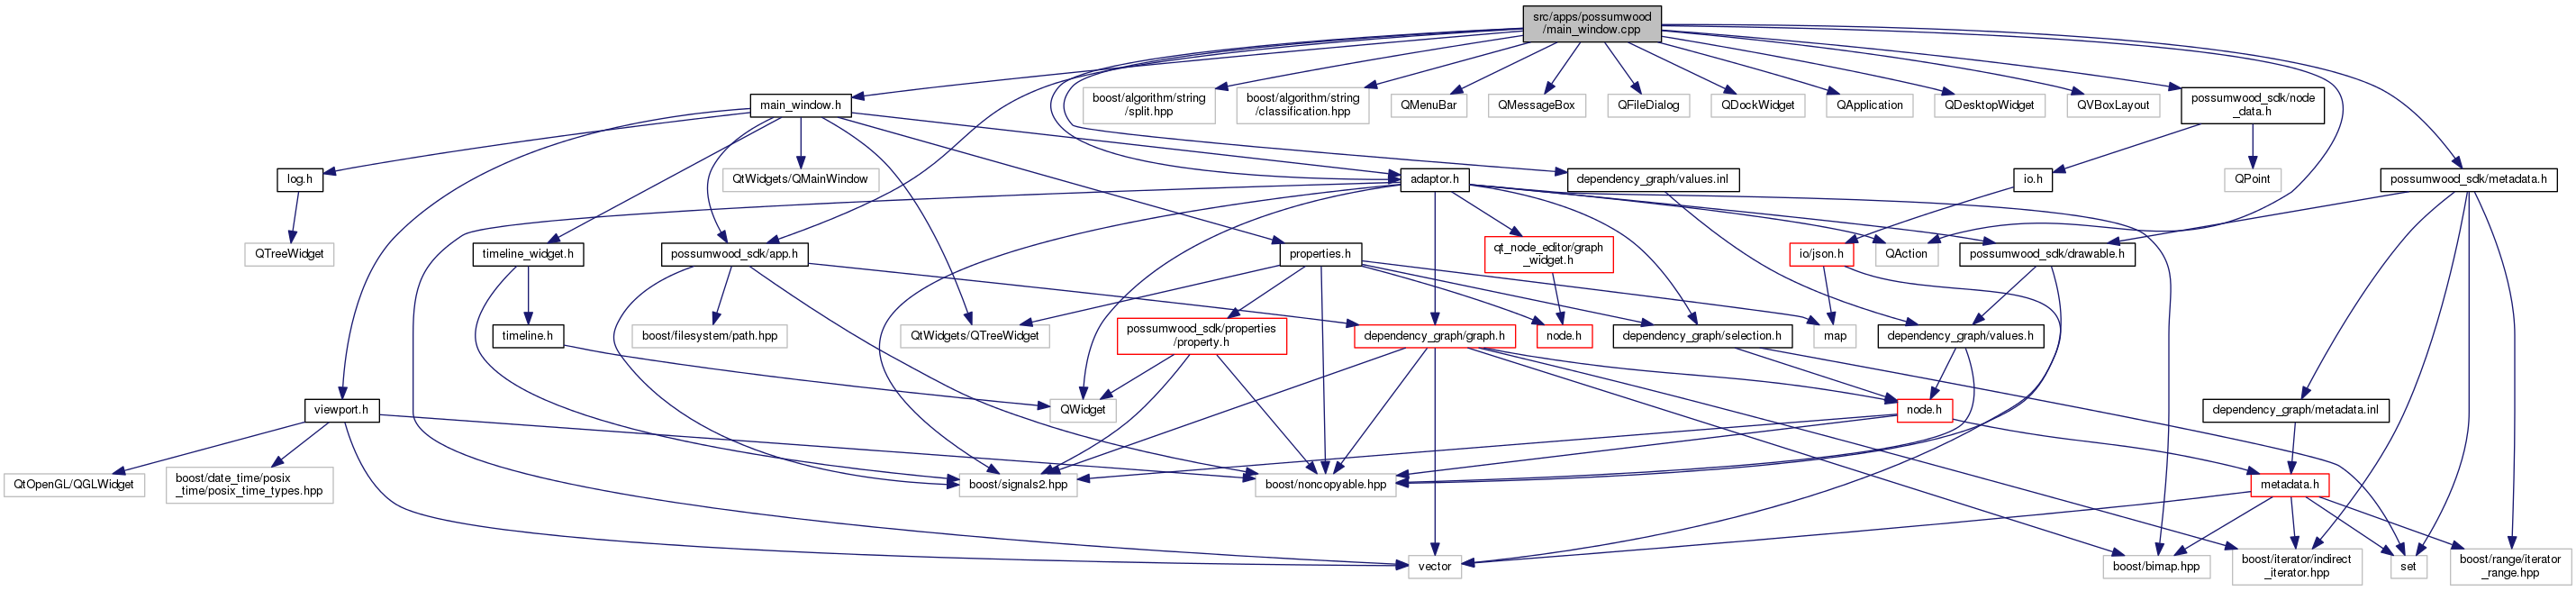 src/apps/possumwood
/main_window.cpp
main_window.h
boost/algorithm/string
/split.hpp
boost/algorithm/string
/classification.hpp
QMenuBar
QMessageBox
QFileDialog
QDockWidget
QApplication
QDesktopWidget
QVBoxLayout
possumwood_sdk/node
_data.h
log.h
QtWidgets/QMainWindow
adaptor.h
dependency_graph/values.inl
io.h
QPoint
possumwood_sdk/metadata.h
QTreeWidget
timeline_widget.h
possumwood_sdk/app.h
properties.h
qt_node_editor/graph
_widget.h
io/json.h
QAction
possumwood_sdk/drawable.h
timeline.h
boost/filesystem/path.hpp
QtWidgets/QTreeWidget
possumwood_sdk/properties
/property.h
dependency_graph/graph.h
node.h
dependency_graph/selection.h
map
dependency_graph/values.h
viewport.h
QWidget
node.h
dependency_graph/metadata.inl
QtOpenGL/QGLWidget
boost/date_time/posix
_time/posix_time_types.hpp
boost/signals2.hpp
boost/noncopyable.hpp
metadata.h
vector
boost/bimap.hpp
boost/iterator/indirect
_iterator.hpp
set
boost/range/iterator
_range.hpp